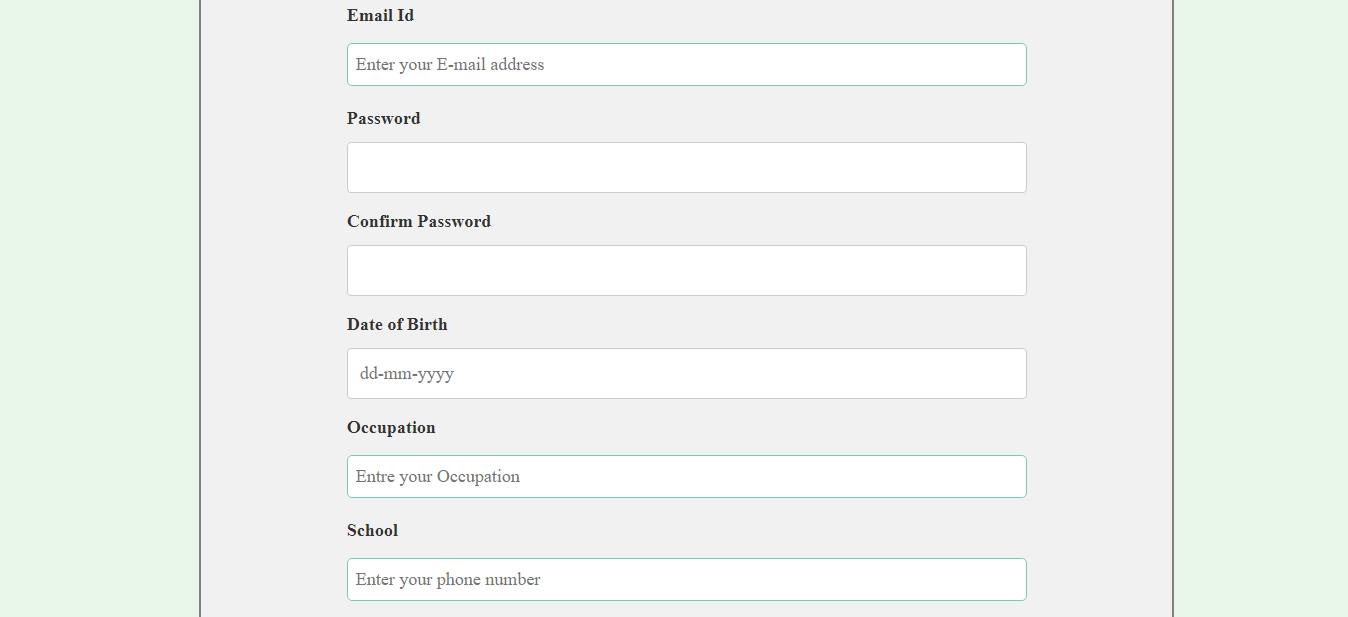 Email Id
Enter your E-mail address
Password
Confirm Password
Date of Birth
dd-mm-yyyy
Occupation
Entre your Occupation
School
Enter your phone number